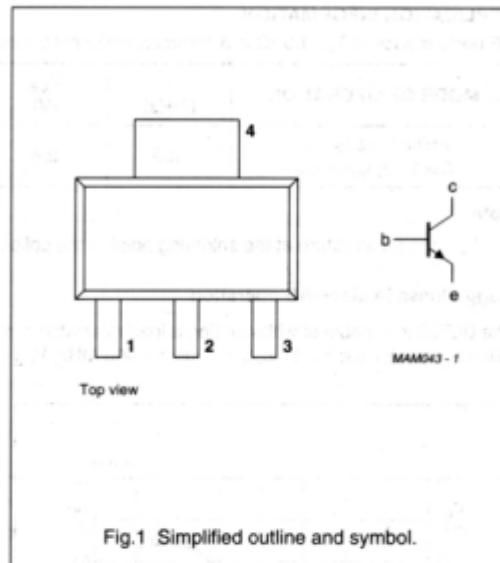 4
c
b
e
1
2
3
MAM043 - 1
Top view
Fig.1 Simplified outline and symbol.